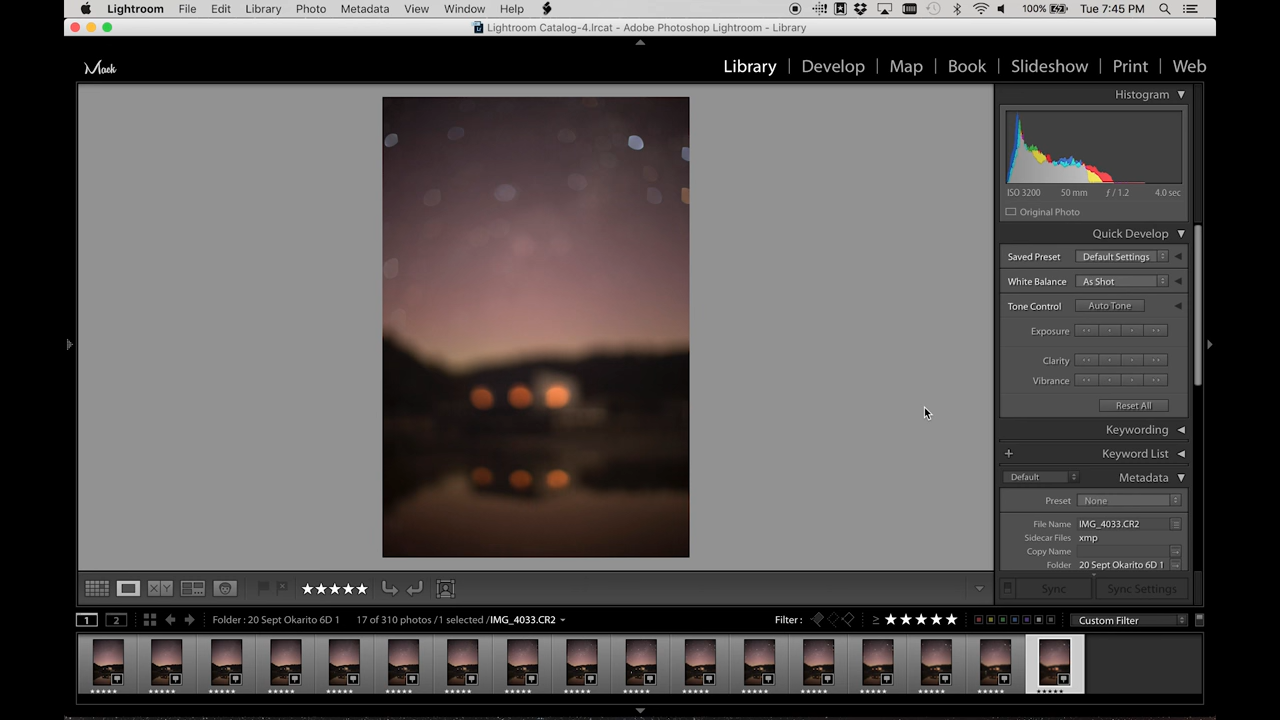 Lightroom File Edit Library Photo Metadata View Window Help 100% Tue 7:45 PM
Lightroom Catalog-4.lrcat - Adobe Photoshop Lightroom - Library
Mack
Library | Develop | Map | Book | Slideshow | Print | Web
Histogram
ISO 3200 50 mm ƒ / 1.2 4.0 sec
Original Photo
Quick Develop
Saved Preset Default Settings
White Balance As Shot
Tone Control Auto Tone
Exposure
Clarity
Vibrance
Reset All
Keywording
+ Keyword List
Default Metadata
Preset None
File Name IMG_4033.CR2
Sidecar Files xmp
Copy Name
Folder 20 Sept Okarito 6D 1
XY ★★★★★ Sync Sync Settings
1 2 Folder : 20 Sept Okarito 6D 1 17 of 310 photos /1 selected /IMG_4033.CR2 Filter : ≥ ★★★★★ Custom Filter